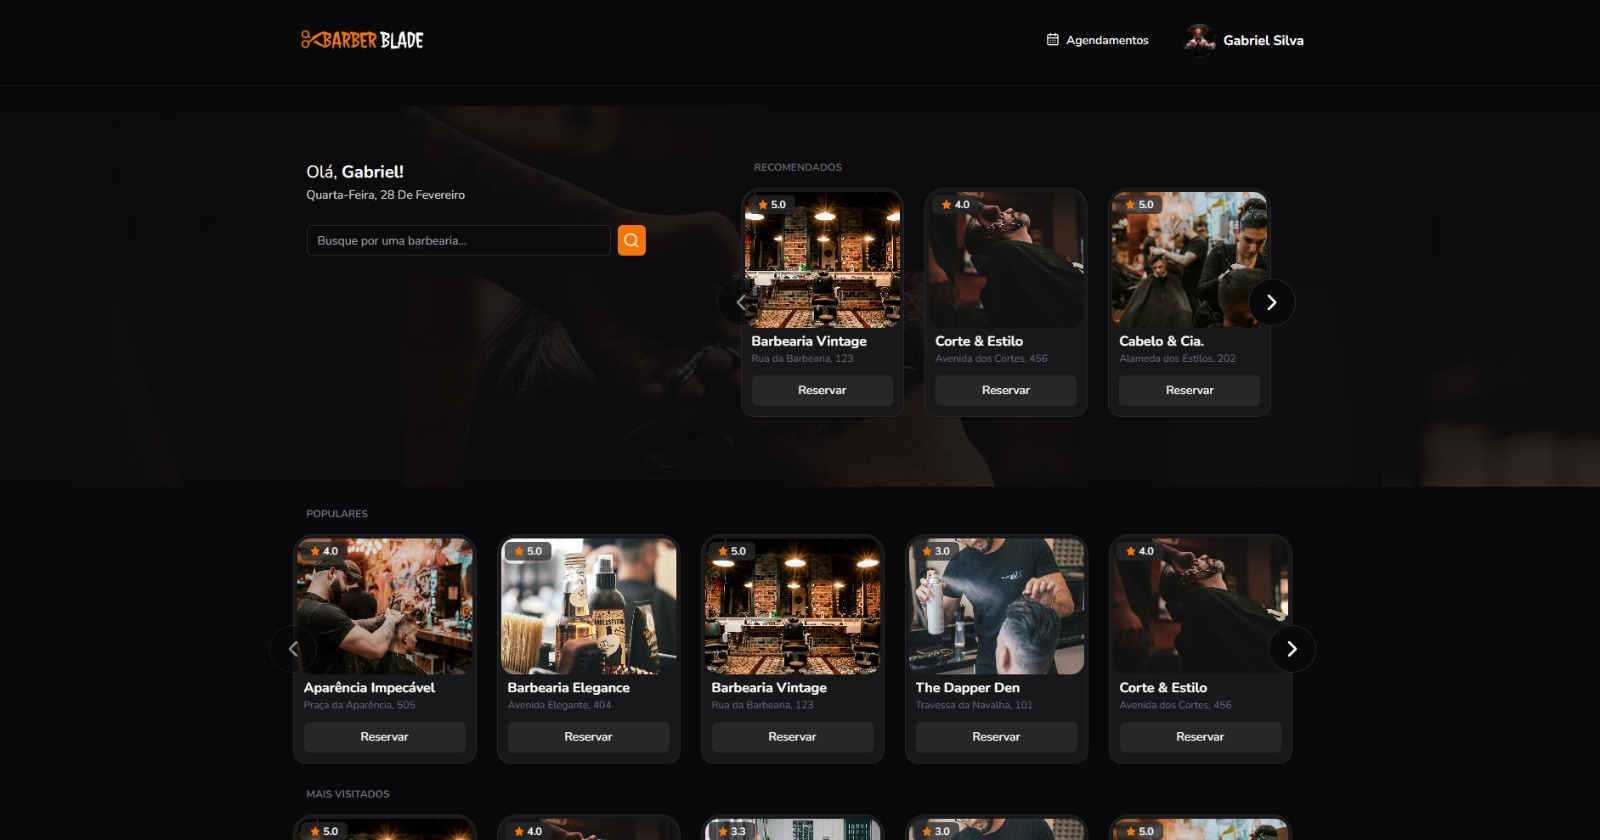 BARBER BLADE
Agendamentos
Gabriel Silva
Olá, Gabriel!
Quarta-Feira, 28 De Fevereiro
Busque por uma barbearia...
RECOMENDADOS
5.0
Barbearia Vintage
Rua da Barbearia, 123
Reservar
4.0
Corte & Estilo
Avenida dos Cortes, 456
Reservar
5.0
Cabelo & Cia.
Alameda dos Estilos, 202
Reservar
POPULARES
4.0
Aparência Impecável
Praça da Aparência, 505
Reservar
5.0
Barbearia Elegance
Avenida Elegante, 404
Reservar
5.0
Barbearia Vintage
Rua da Barbearia, 123
Reservar
3.0
The Dapper Den
Travessa da Navalha, 101
Reservar
4.0
Corte & Estilo
Avenida dos Cortes, 456
Reservar
MAIS VISITADOS
5.0
4.0
3.3
3.0
5.0